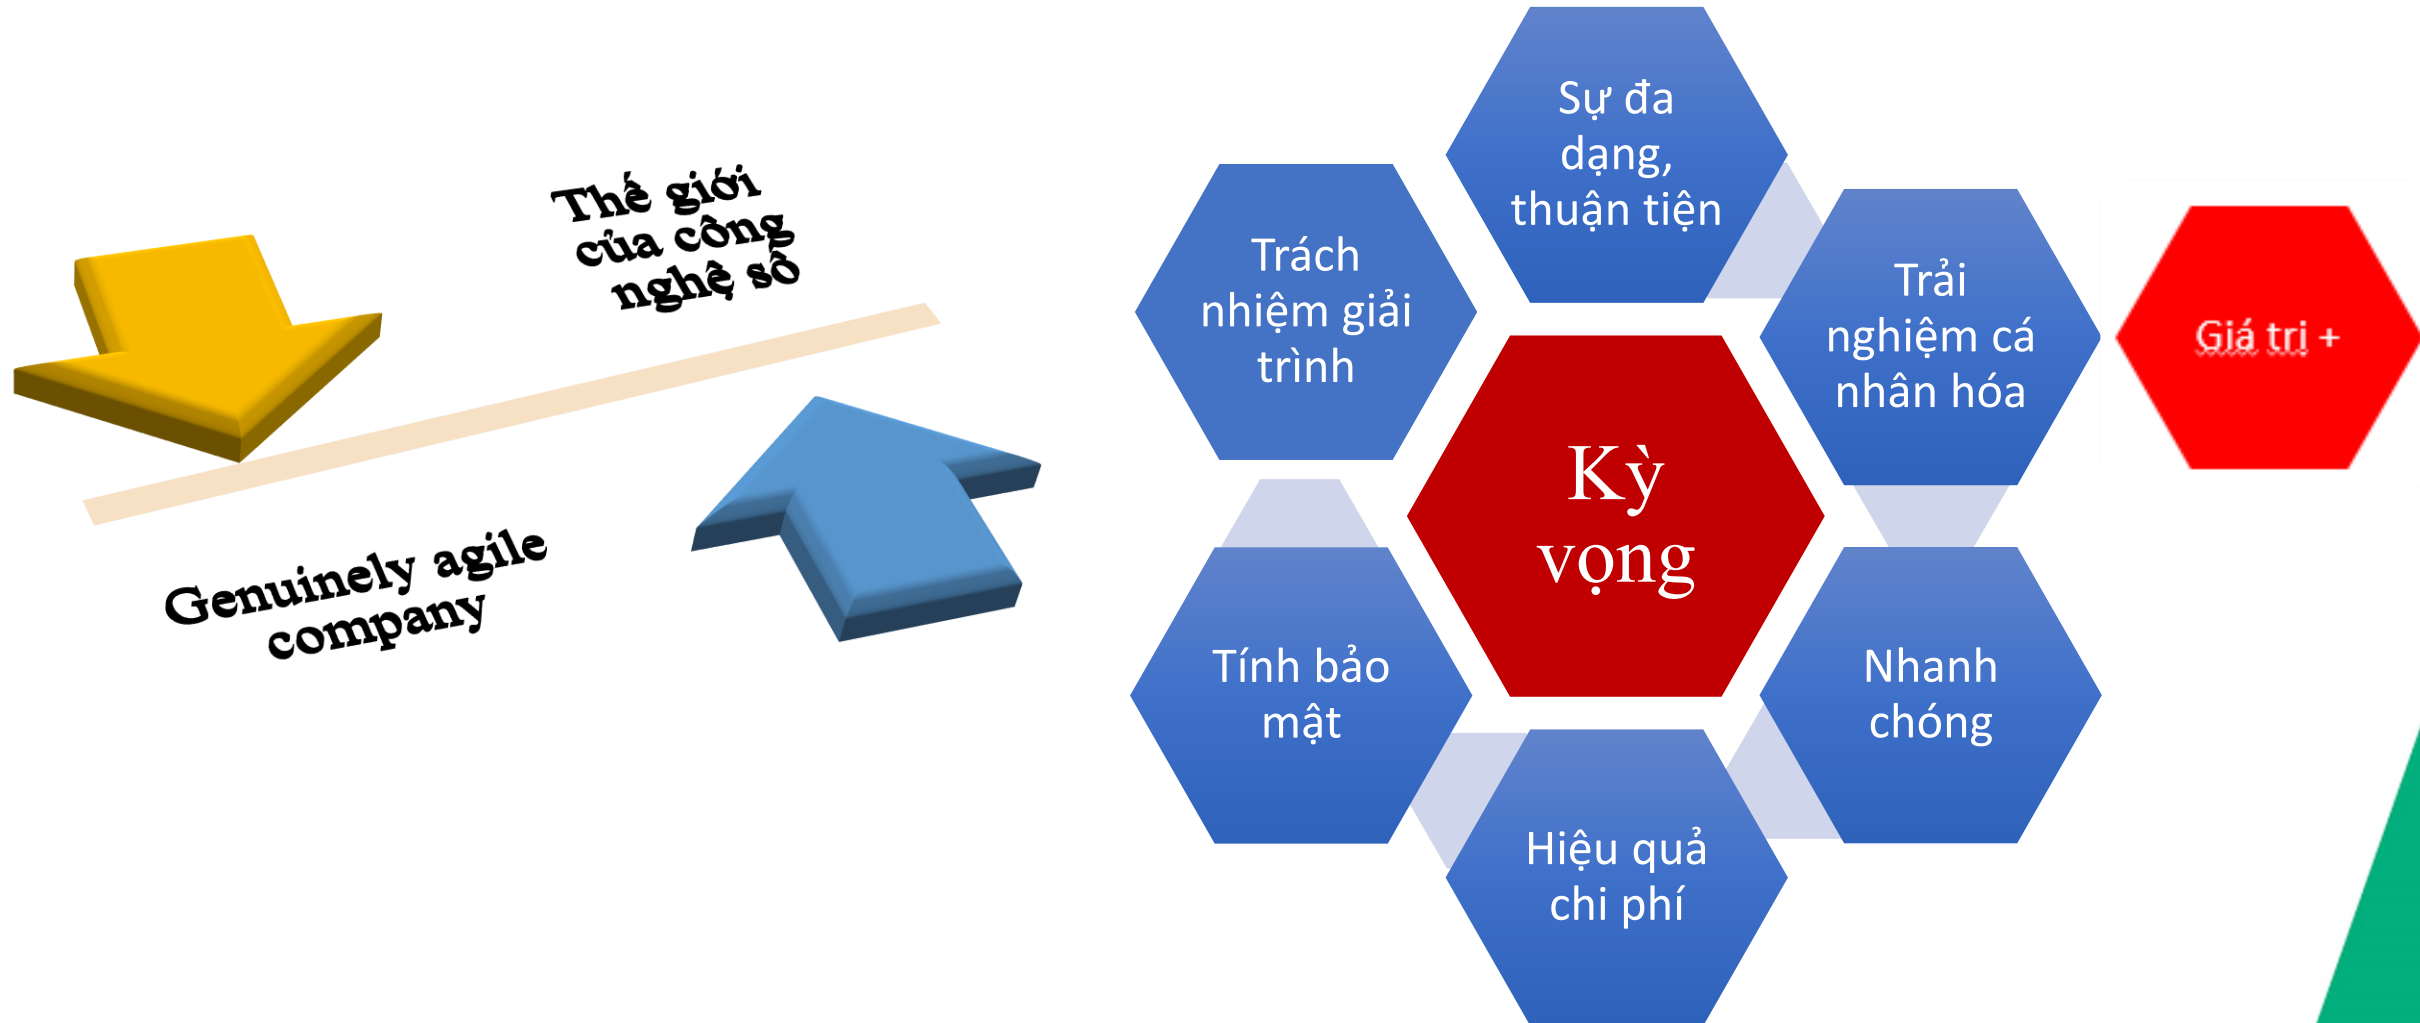 Thế giới
của công
nghệ số
Genuinely agile
company
Sự đa
dạng,
thuận tiện
Trải
nghiệm cá
nhân hóa
Nhanh
chóng
Hiệu quả
chi phí
Tính bảo
mật
Trách
nhiệm giải
trình
Kỳ
vọng
Giá trị +